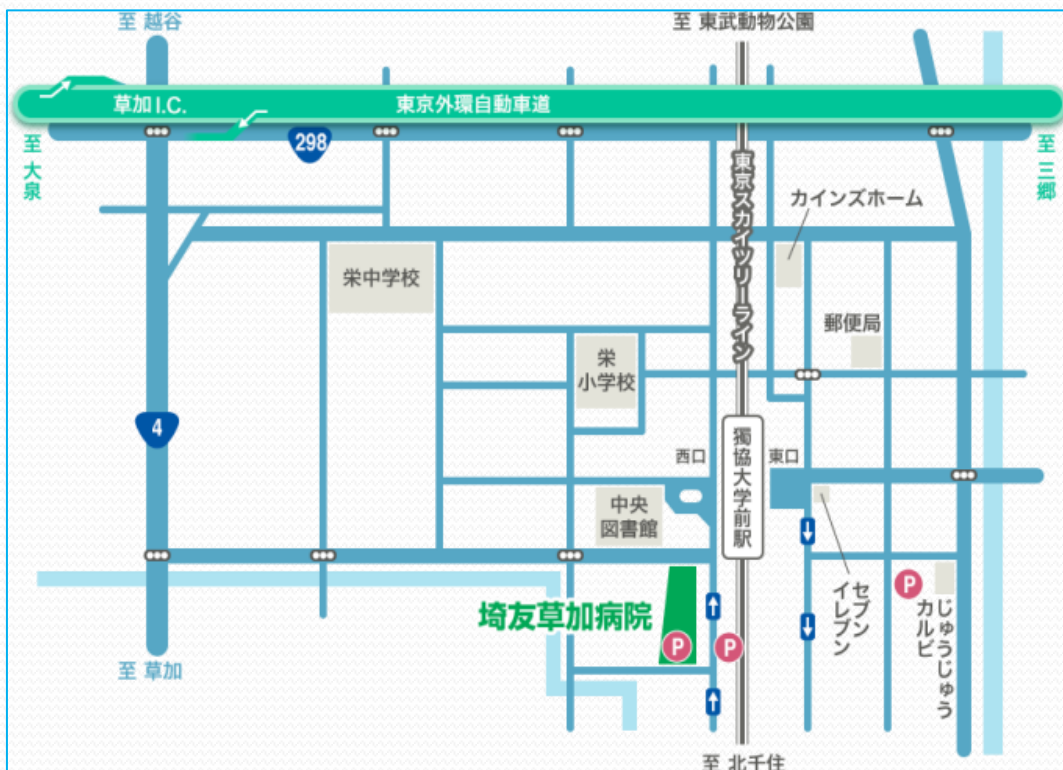 至 越谷
至 東武動物公園
草加I.C.
東京外環自動車道
298
至 大泉
至 三郷
東京スカイツリーライン
カインズホーム
栄中学校
郵便局
栄
小学校
4
西口
獨協大学前駅
東口
中央
図書館
セブン
イレブン
P
じゅうじゅう
カルビ
埼友草加病院
P
P
至 草加
至 北千住